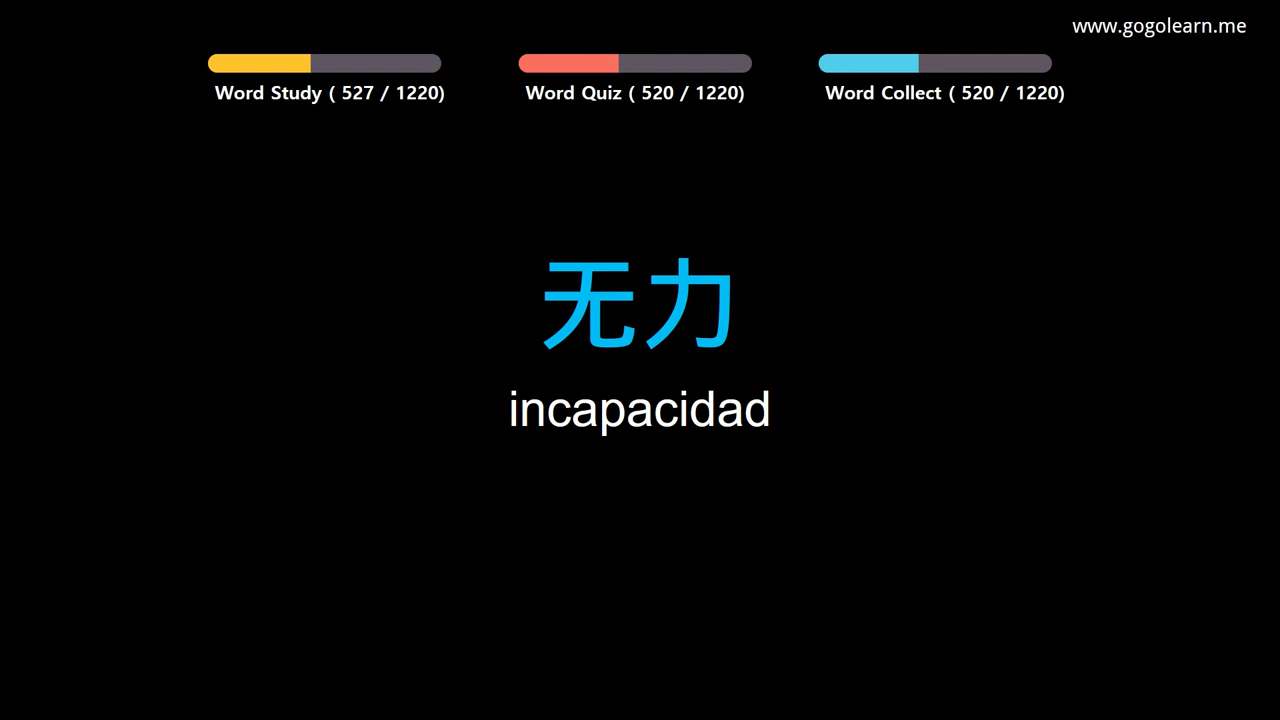 www.gogolearn.me
Word Study ( 527 / 1220)
Word Quiz ( 520 / 1220)
Word Collect ( 520 / 1220)
无力
incapacidad